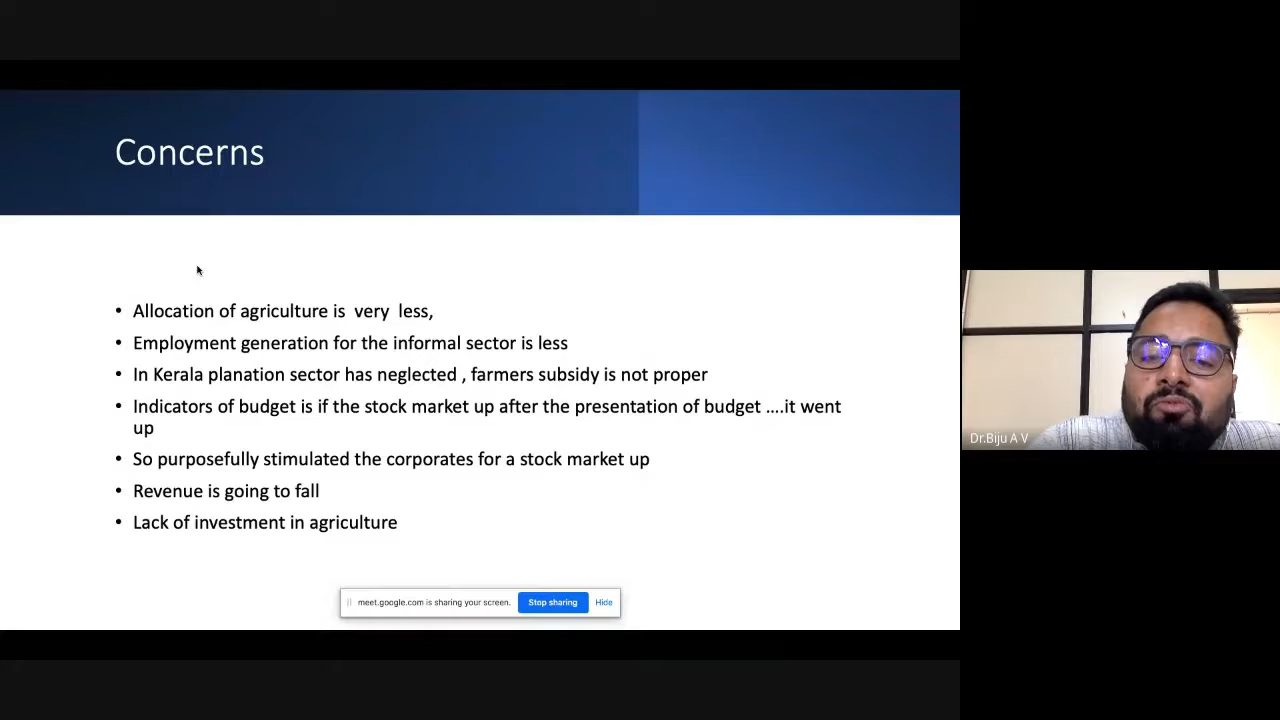 Concerns
• Allocation of agriculture is very less,
• Employment generation for the informal sector is less
• In Kerala planation sector has neglected , farmers subsidy is not proper
• Indicators of budget is if the stock market up after the presentation of budget ....it went
up
• So purposefully stimulated the corporates for a stock market up
• Revenue is going to fall
• Lack of investment in agriculture
meet.google.com is sharing your screen. Stop sharing Hide
Dr.Biju A V